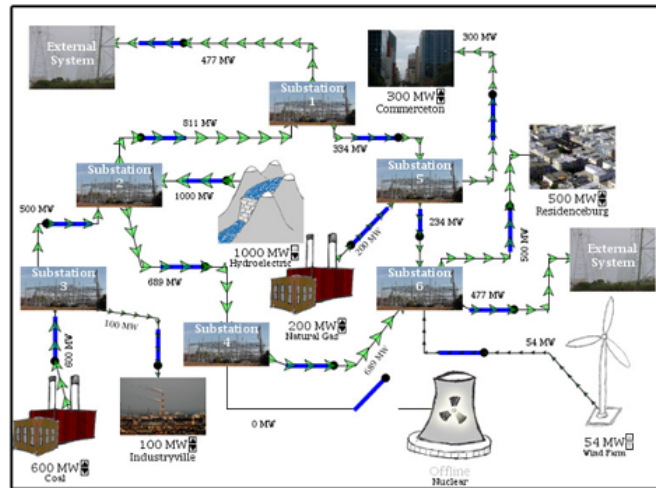 External
System
477 MW
Substation
1
300 MW
300 MW
Commerceton
811 MW
334 MW
Substation
2
1000 MW
Substation
5
500 MW
Residenceburg
500 MW
689 MW
1000 MW
Hydroelectric
200 MW
234 MW
500 MW
External
System
Substation
3
100 MW
600 MW
200 MW
Natural Gas
Substation
6
477 MW
Substation
4
689 MW
54 MW
0 MW
100 MW
Industryville
600 MW
Coal
Offline
Nuclear
54 MW
Wind Farm